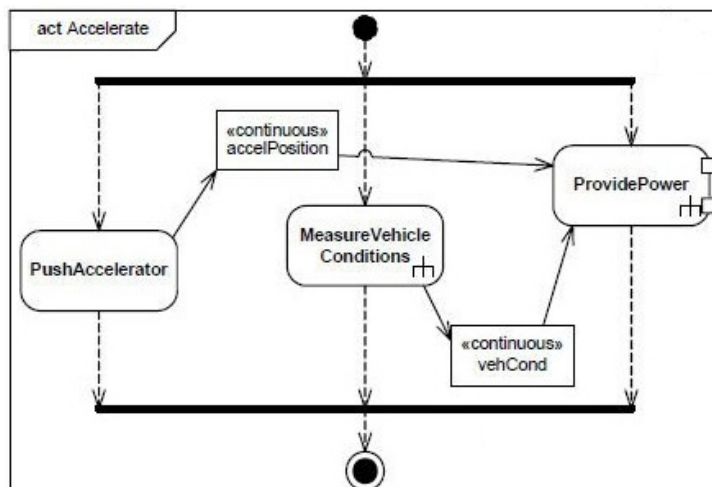 act Accelerate
«continuous»
accelPosition
ProvidePower
MeasureVehicle
Conditions
PushAccelerator
«continuous»
vehCond